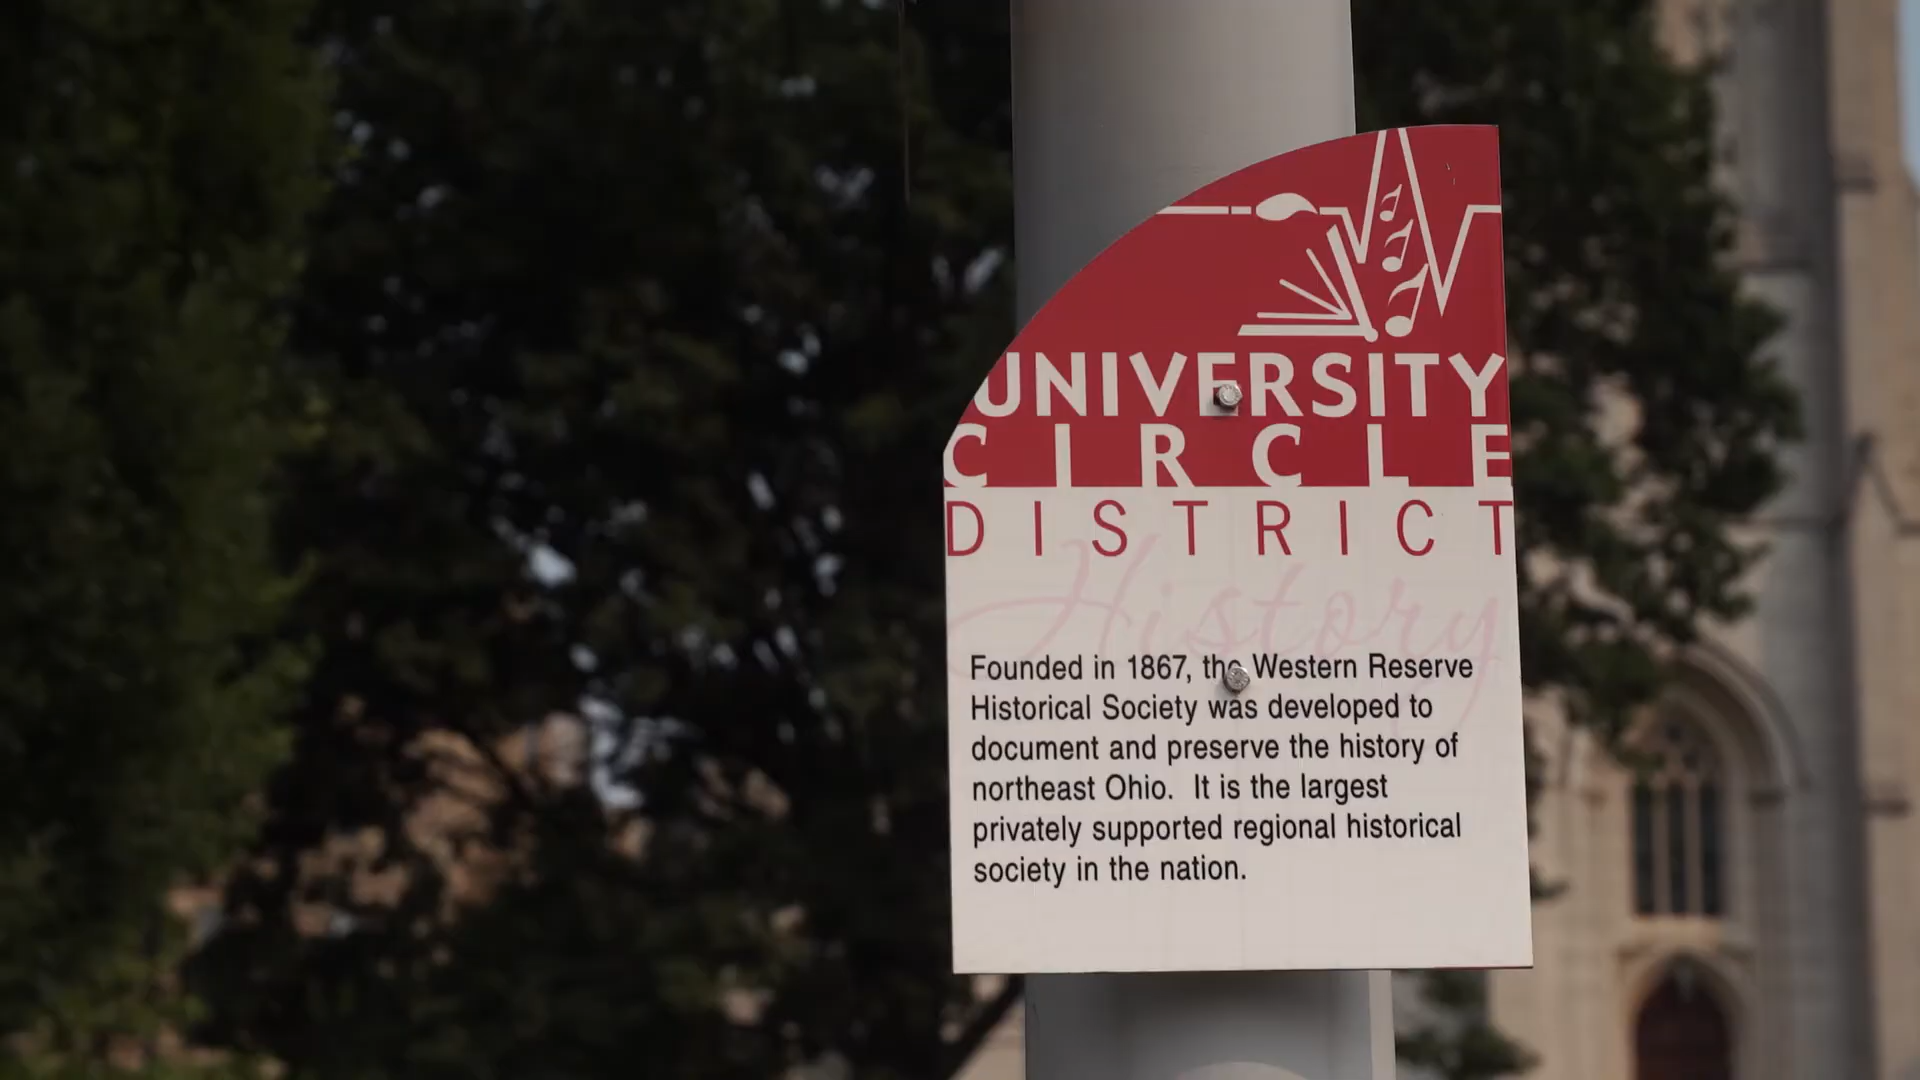 UNIVERSITY
CIRCLE
DISTRICT
History
Founded in 1867, the Western Reserve
Historical Society was developed to
document and preserve the history of
northeast Ohio. It is the largest
privately supported regional historical
society in the nation.